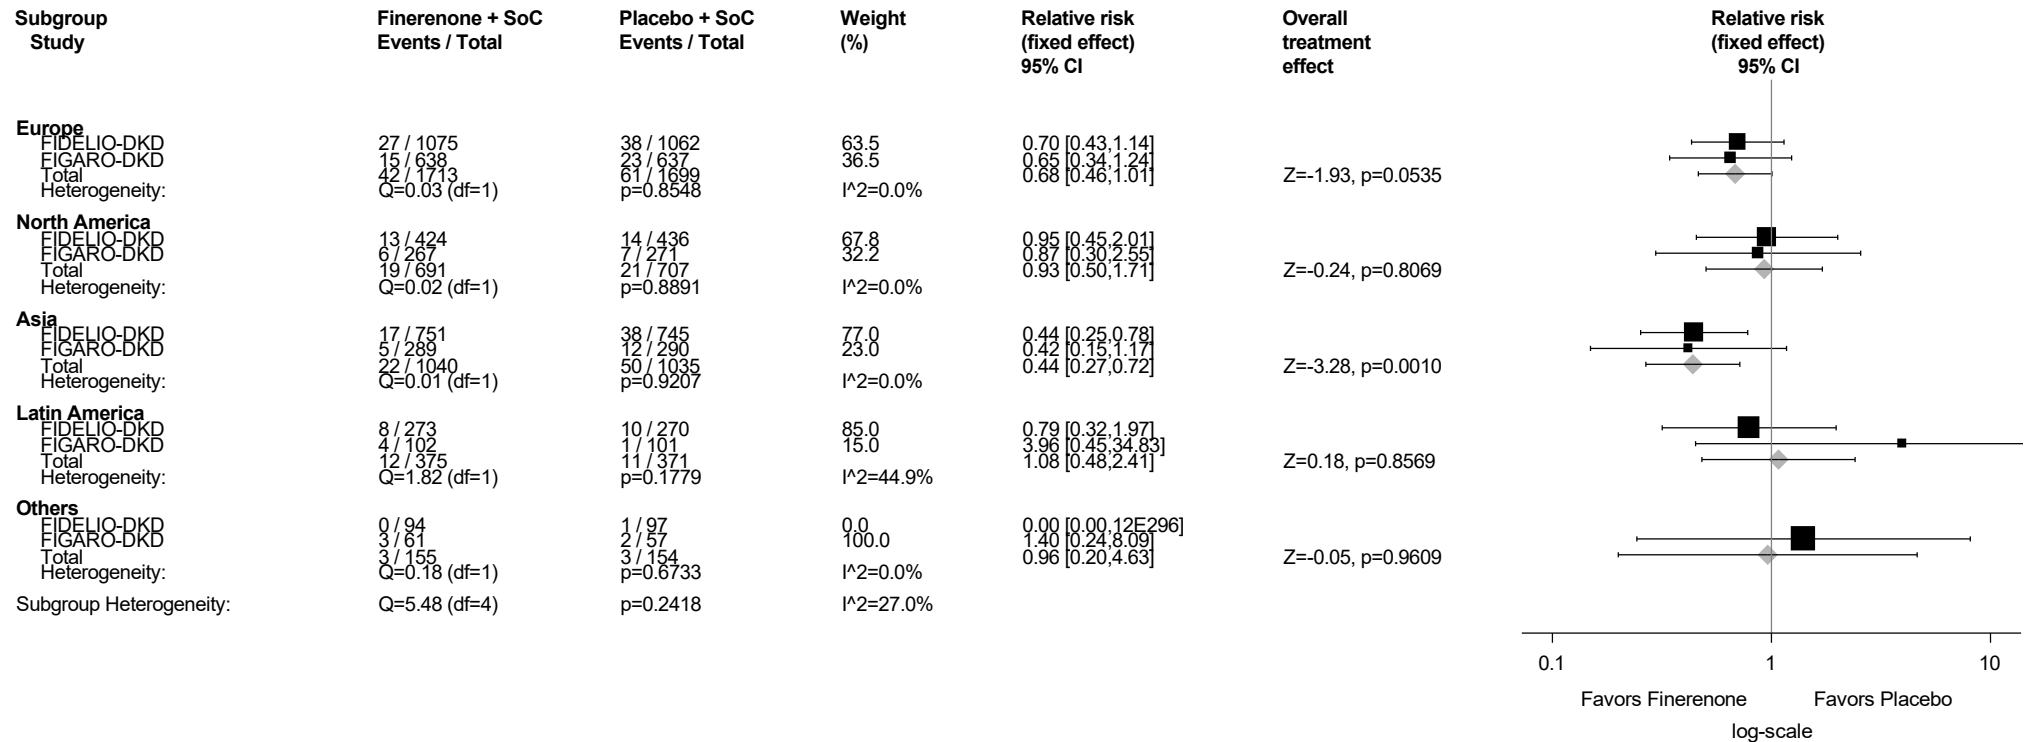 Subgroup Finerenone + SoC Placebo + SoC Weight Relative risk Overall Relative risk
Study Events / Total Events / Total (%) (fixed effect) treatment (fixed effect)
95% CI effect 95% CI
Europe
FIDELIO-DKD 27 / 1075 38 / 1062 63.5 0.70 [0.43,1.14]
FIGARO-DKD 15 / 638 23 / 637 36.5 0.65 [0.34,1.24]
Total 42 / 1713 61 / 1699 0.68 [0.46,1.01] Z=-1.93, p=0.0535
Heterogeneity: Q=0.03 (df=1) p=0.8548 I^2=0.0%
North America
FIDELIO-DKD 13 / 424 14 / 436 67.8 0.95 [0.45,2.01]
FIGARO-DKD 6 / 267 7 / 271 32.2 0.87 [0.30,2.55]
Total 19 / 691 21 / 707 0.93 [0.50,1.71] Z=-0.24, p=0.8069
Heterogeneity: Q=0.02 (df=1) p=0.8891 I^2=0.0%
Asia
FIDELIO-DKD 17 / 751 38 / 745 77.0 0.44 [0.25,0.78]
FIGARO-DKD 5 / 289 12 / 290 23.0 0.42 [0.15,1.17]
Total 22 / 1040 50 / 1035 0.44 [0.27,0.72] Z=-3.28, p=0.0010
Heterogeneity: Q=0.01 (df=1) p=0.9207 I^2=0.0%
Latin America
FIDELIO-DKD 8 / 273 10 / 270 85.0 0.79 [0.32,1.97]
FIGARO-DKD 4 / 102 1 / 101 15.0 3.96 [0.45,34.83]
Total 12 / 375 11 / 371 1.08 [0.48,2.41] Z=0.18, p=0.8569
Heterogeneity: Q=1.82 (df=1) p=0.1779 I^2=44.9%
Others
FIDELIO-DKD 0 / 94 1 / 97 0.0 0.00 [0.00,12E296]
FIGARO-DKD 3 / 61 2 / 57 100.0 1.40 [0.24,8.09]
Total 3 / 155 3 / 154 0.96 [0.20,4.63] Z=-0.05, p=0.9609
Heterogeneity: Q=0.18 (df=1) p=0.6733 I^2=0.0%
Subgroup Heterogeneity: Q=5.48 (df=4) p=0.2418 I^2=27.0%
0.1 1 10
Favors Finerenone Favors Placebo
log-scale